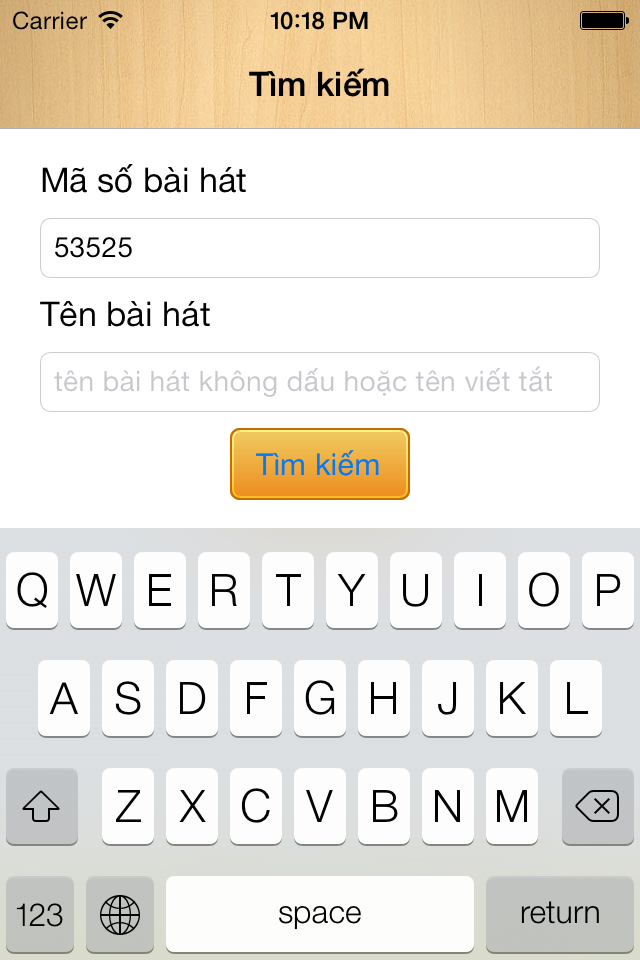 Carrier 10:18 PM
Tìm kiếm
Mã số bài hát
53525
Tên bài hát
tên bài hát không dấu hoặc tên viết tắt
Tìm kiếm
Q W E R T Y U I O P
A S D F G H J K L
Z X C V B N M
123 space return